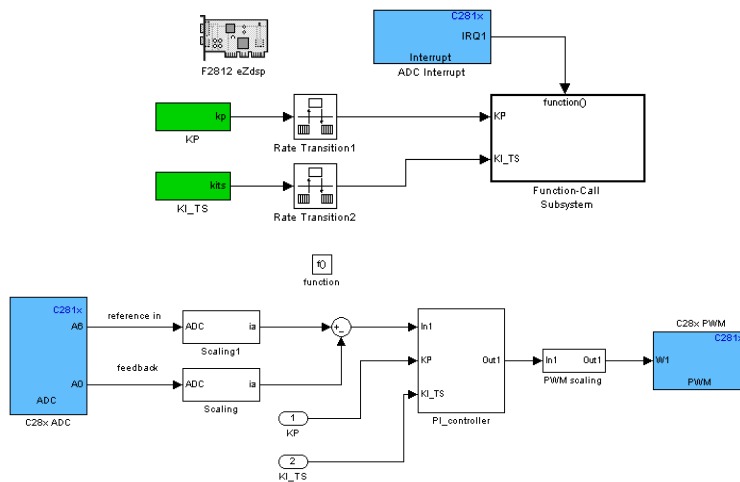 C281x
IRQ1
Interrupt
ADC Interrupt
F2812 eZdsp
function()
kp
KP
KP
Rate Transition1
KI_TS
kits
KI_TS
Rate Transition2
Function-Call
Subsystem
f()
function
C281x
A6
reference in
ADC
ia
Scaling1
+
-
In1
KP
Out1
KI_TS
PI_controller
In1
Out1
PWM scaling
C28x PWM
C281x
W1
PWM
A0
feedback
ADC
ia
Scaling
ADC
C28x ADC
1
KP
2
KI_TS